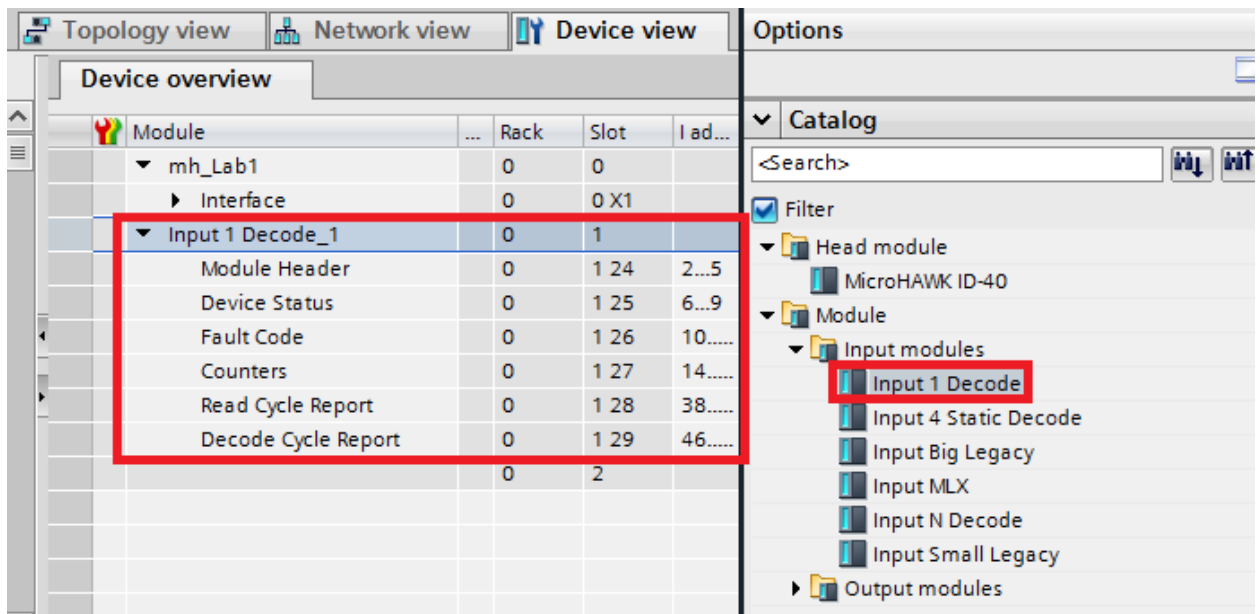 Topology view Network view Device view Options
Device overview
Catalog
Module ... Rack Slot I ad...
<Search>
mh_Lab1 0 0
Interface 0 0 X1
Filter
Input 1 Decode_1 0 1
Head module
Module Header 0 1 24 2...5
MicroHAWK ID-40
Device Status 0 1 25 6...9
Module
Fault Code 0 1 26 10.....
Input modules
Counters 0 1 27 14.....
Input 1 Decode
Read Cycle Report 0 1 28 38.....
Input 4 Static Decode
Decode Cycle Report 0 1 29 46.....
Input Big Legacy
0 2
Input MLX
Input N Decode
Input Small Legacy
Output modules